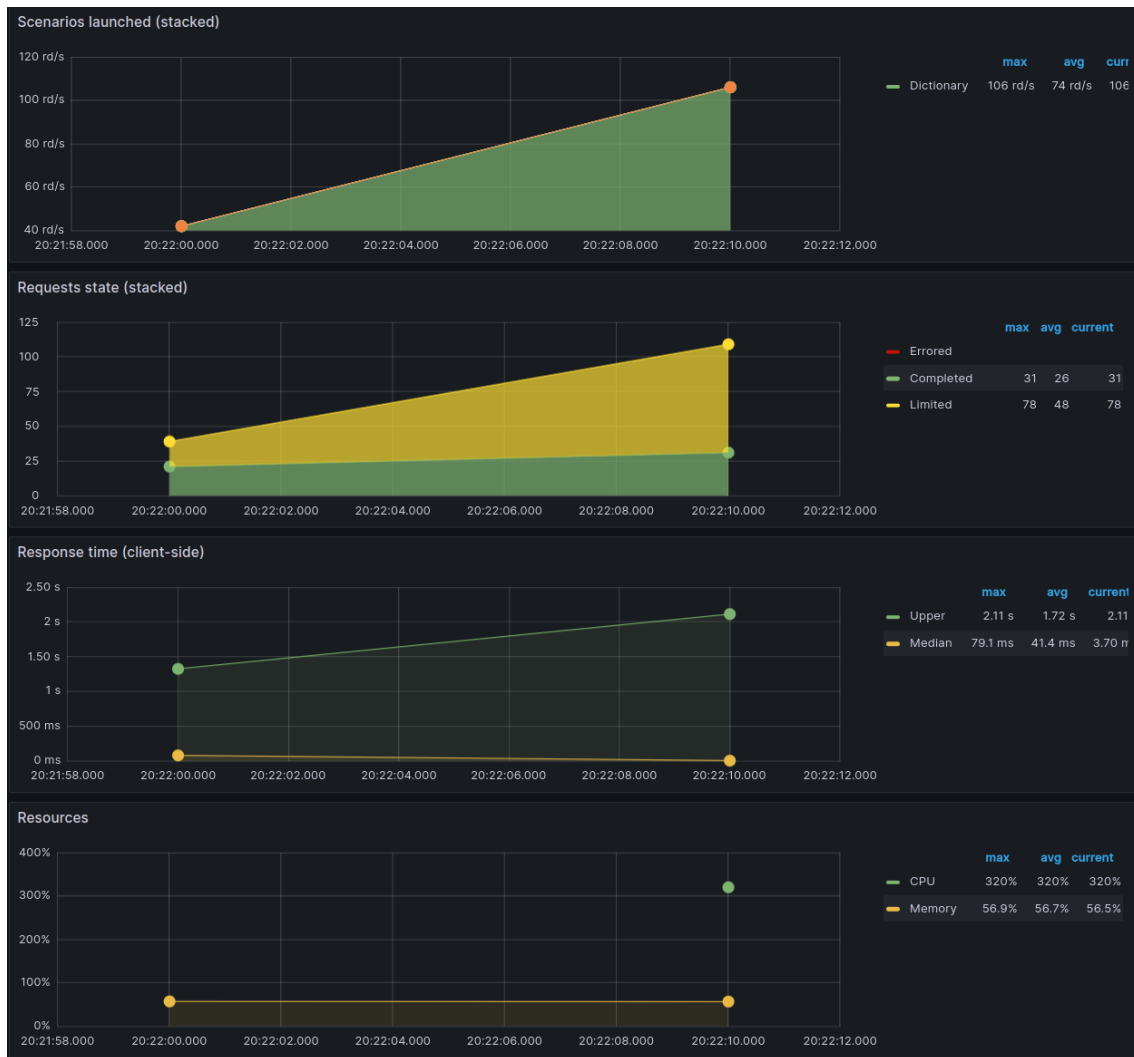 Scenarios launched (stacked)
120 rd/s
100 rd/s
80 rd/s
60 rd/s
40 rd/s
20:21:58.000 20:22:00.000 20:22:02.000 20:22:04.000 20:22:06.000 20:22:08.000 20:22:10.000 20:22:12.000
max avg curr
Dictionary 106 rd/s 74 rd/s 106
Requests state (stacked)
125
100
75
50
25
0
20:21:58.000 20:22:00.000 20:22:02.000 20:22:04.000 20:22:06.000 20:22:08.000 20:22:10.000 20:22:12.000
max avg current
Errored
Completed 31 26 31
Limited 78 48 78
Response time (client-side)
2.50 s
2 s
1.50 s
1 s
500 ms
0 ms
20:21:58.000 20:22:00.000 20:22:02.000 20:22:04.000 20:22:06.000 20:22:08.000 20:22:10.000 20:22:12.000
max avg current
Upper 2.11 s 1.72 s 2.11
Median 79.1 ms 41.4 ms 3.70 m
Resources
400%
300%
200%
100%
0%
20:21:58.000 20:22:00.000 20:22:02.000 20:22:04.000 20:22:06.000 20:22:08.000 20:22:10.000 20:22:12.000
max avg current
CPU 320% 320% 320%
Memory 56.9% 56.7% 56.5%